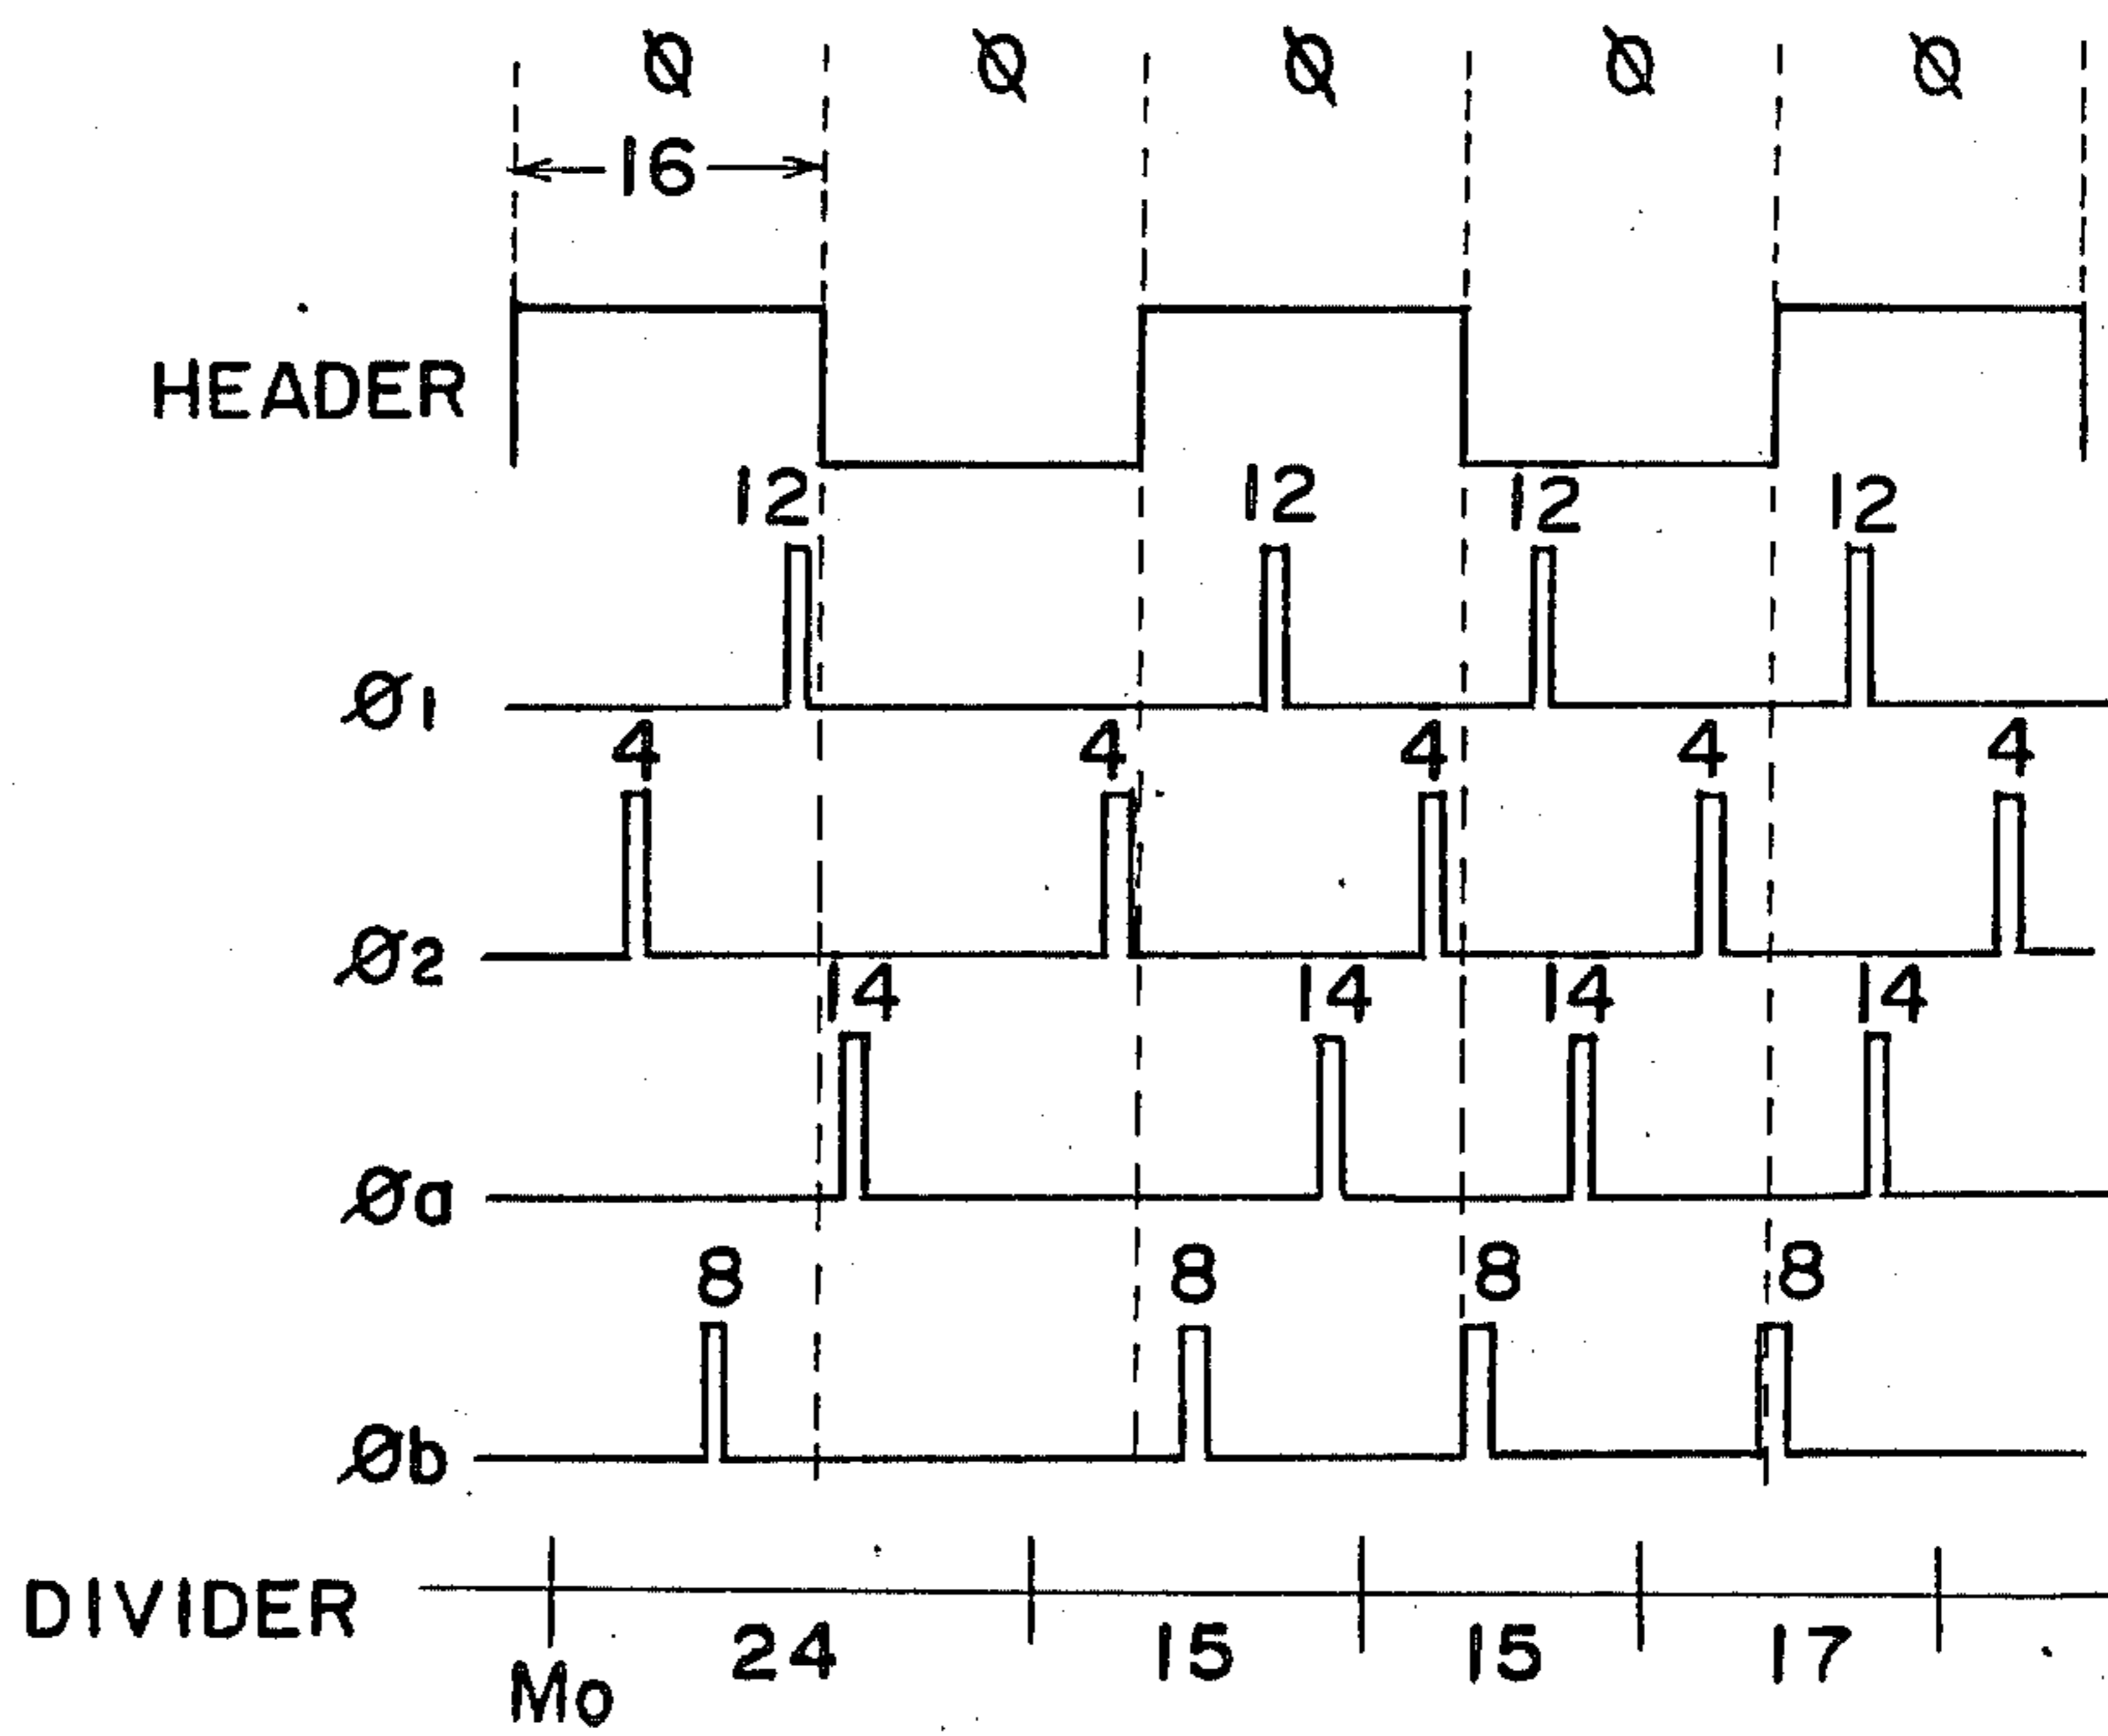 Ø Ø Ø Ø Ø
16
HEADER
12 12 12 12
Ø1
4 4 4 4 4
Ø2
14 14 14 14
Øa
8 8 8 8
Øb
DIVIDER
24 15 15 17
Mo